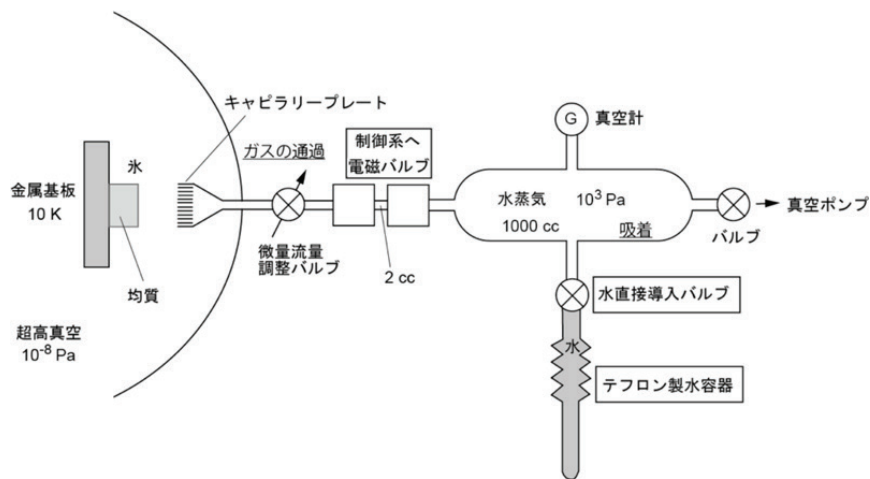 キャピラリープレート
ガスの通過
制御系へ
電磁バルブ
G
真空計
氷
金属基板
10 K
水蒸気
10³ Pa
1000 cc
吸着
真空ポンプ
バルブ
微量流量
調整バルブ
2 cc
均質
水直接導入バルブ
超高真空
10⁻⁸ Pa
水
テフロン製水容器